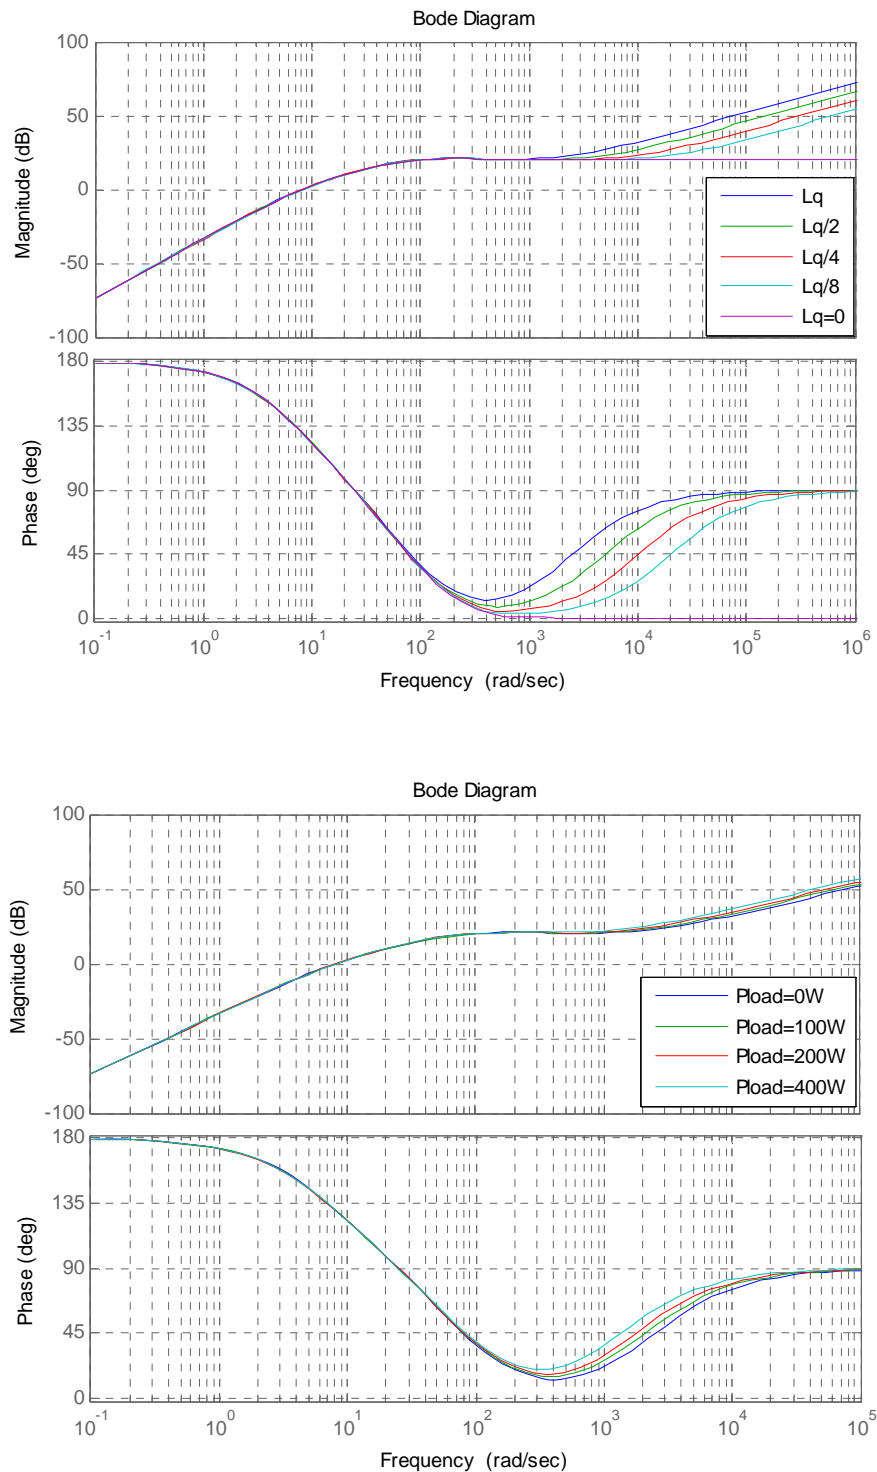 Bode Diagram
Magnitude (dB)
100
50
0
-50
-100
Lq
Lq/2
Lq/4
Lq/8
Lq=0
Phase (deg)
180
135
90
45
0
10^-1 10^0 10^1 10^2 10^3 10^4 10^5 10^6
Frequency (rad/sec)
Bode Diagram
Magnitude (dB)
100
50
0
-50
-100
Pload=0W
Pload=100W
Pload=200W
Pload=400W
Phase (deg)
180
135
90
45
0
10^-1 10^0 10^1 10^2 10^3 10^4 10^5
Frequency (rad/sec)